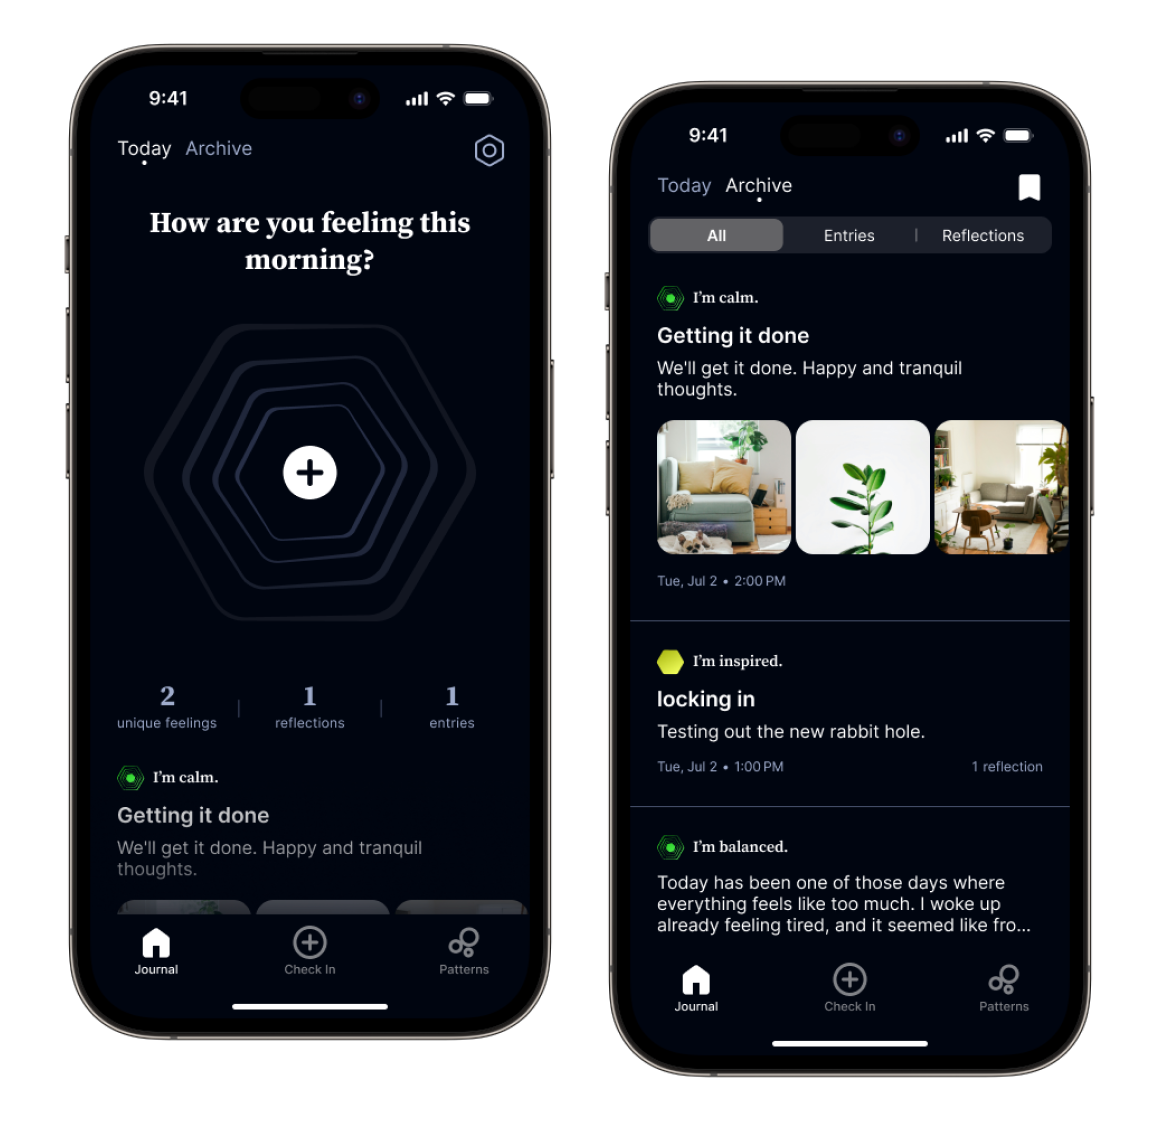 9:41
Today Archive
How are you feeling this
morning?
2
unique feelings
1
reflections
1
entries
I'm calm.
Getting it done
We'll get it done. Happy and tranquil
thoughts.
Journal
Check In
Patterns
9:41
Today Archive
All
Entries
Reflections
I'm calm.
Getting it done
We'll get it done. Happy and tranquil
thoughts.
Tue, Jul 2 • 2:00 PM
I'm inspired.
locking in
Testing out the new rabbit hole.
Tue, Jul 2 • 1:00 PM
1 reflection
I'm balanced.
Today has been one of those days where
everything feels like too much. I woke up
already feeling tired, and it seemed like fro...
Journal
Check In
Patterns